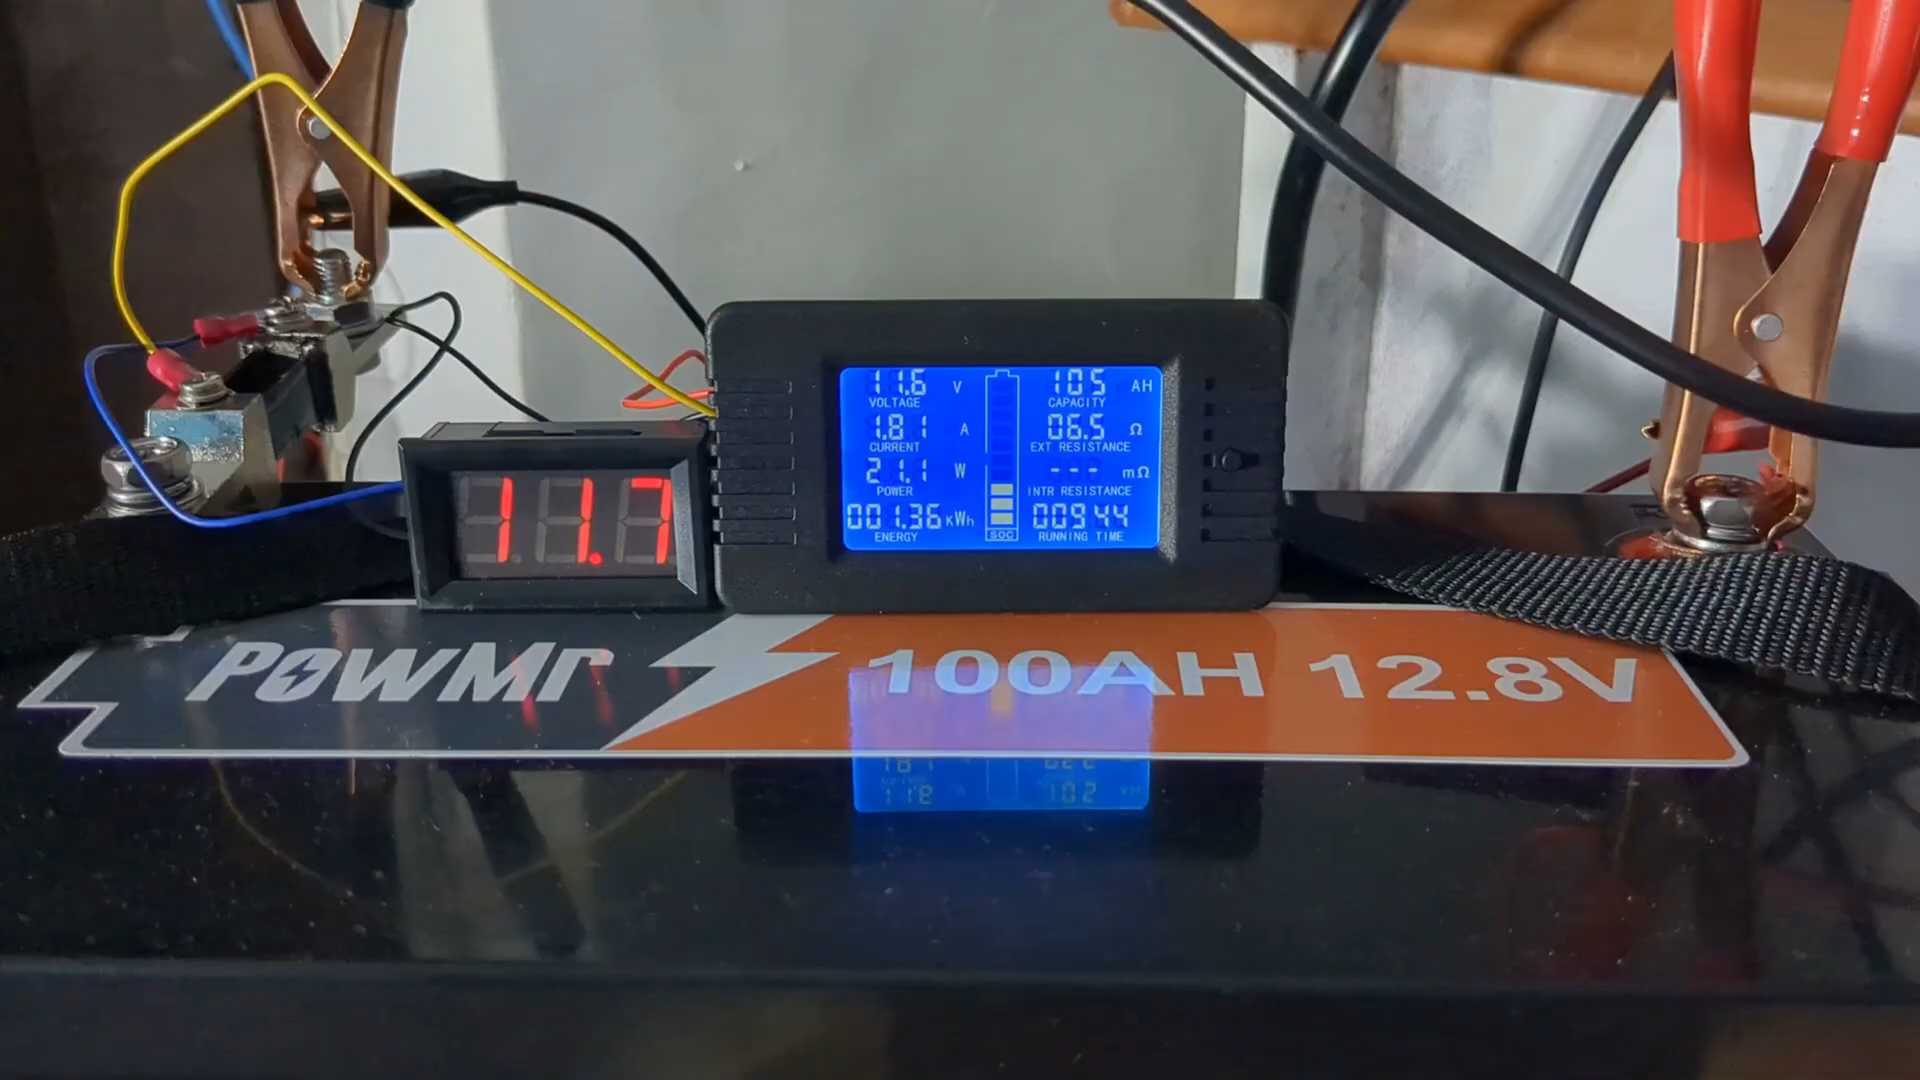 11.6 V
VOLTAGE
1.81 A
CURRENT
21.1 W
POWER
001.36 kWh
ENERGY
SOC
105 AH
CAPACITY
06.5 Ω
EXT RESISTANCE
--- mΩ
INTR RESISTANCE
00944
RUNNING TIME
11.7
POWMr
100AH 12.8V